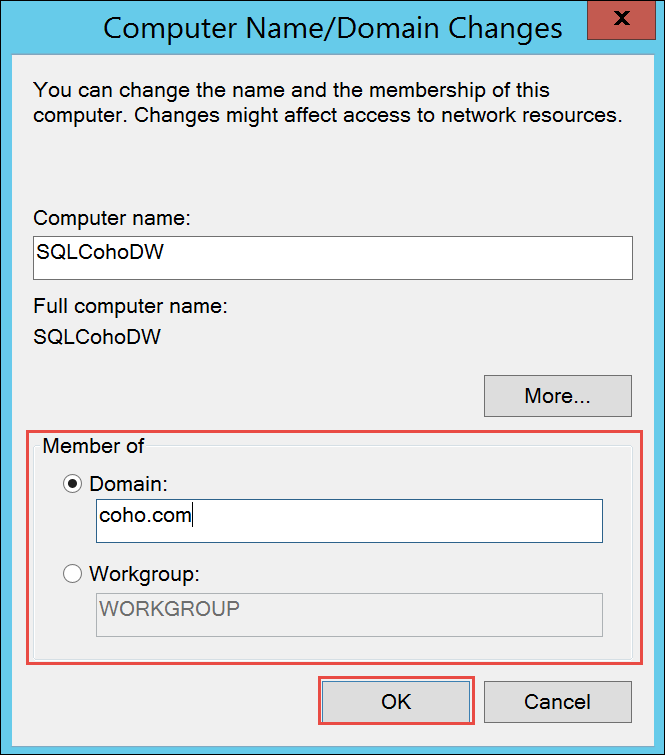 Computer Name/Domain Changes
x
You can change the name and the membership of this
computer. Changes might affect access to network resources.
Computer name:
SQLCohoDW
Full computer name:
SQLCohoDW
More...
Member of
Domain:
coho.com
Workgroup:
WORKGROUP
OK
Cancel